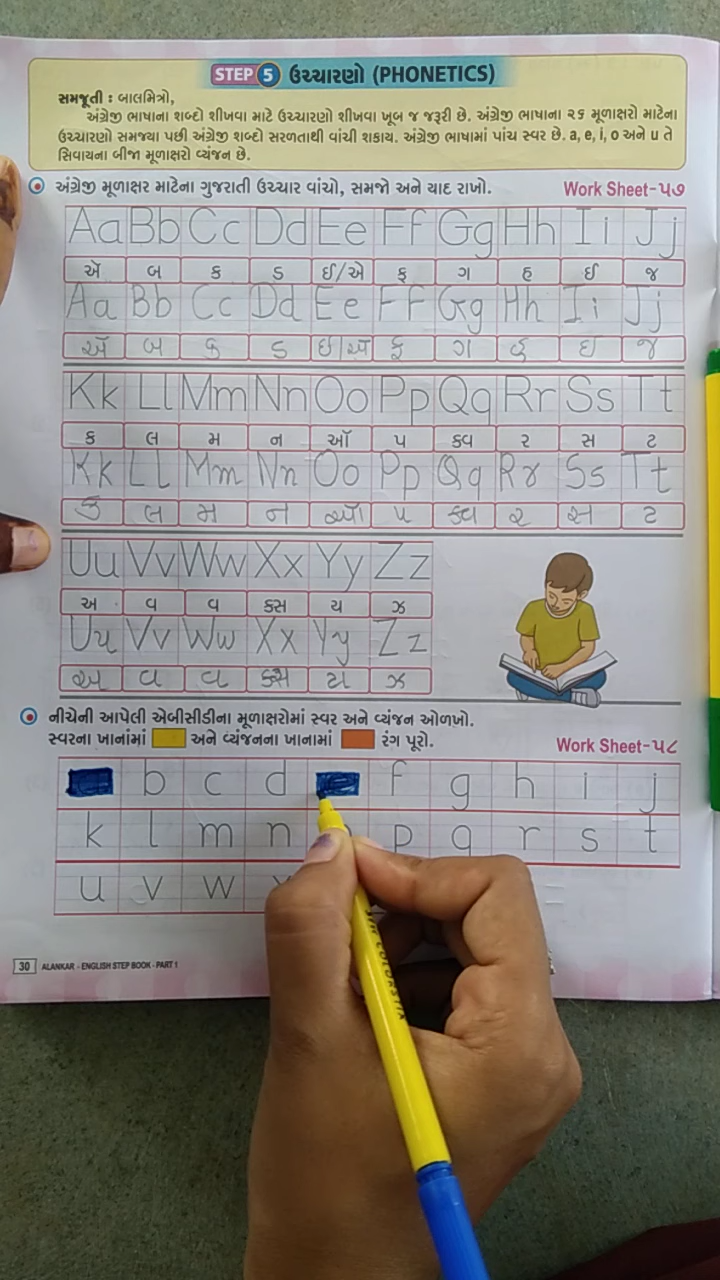 STEP 5 ઉચ્ચારણો (PHONETICS)
સમજૂતી : બાલમિત્રો,
અંગ્રેજી ભાષાના શબ્દો શીખવા માટે ઉચ્ચારણો શીખવા ખૂબ જ જરૂરી છે. અંગ્રેજી ભાષાના ૨૬ મૂળાક્ષરો માટેના
ઉચ્ચારણો સમજ્યા પછી અંગ્રેજી શબ્દો સરળતાથી વાંચી શકાય. અંગ્રેજી ભાષામાં પાંચ સ્વર છે. a, e, i, o અને u તે
સિવાયના બીજા મૂળાક્ષરો વ્યંજન છે.
અંગ્રેજી મૂળાક્ષર માટેના ગુજરાતી ઉચ્ચાર વાંચો, સમજો અને યાદ રાખો. Work Sheet-૫૭
Aa Bb Cc Dd Ee Ff Gg Hh Ii Jj
ઍ બ ક ડ ઈ/એ ફ ગ હ ઈ જ
Aa Bb Cc Dd Ee Ff Gg Hh Ii Jj
ઍ બ ક ડ ઈ/એ ફ ગ હ ઇ જ
Kk Ll Mm Nn Oo Pp Qq Rr Ss Tt
ક લ મ ન ઑ પ ક્વ ર સ ટ
Kk Ll Mm Nn Oo Pp Qq Rr Ss Tt
ક લ મ ન ઑ પ ક્વ ર સ ટ
Uu Vv Ww Xx Yy Zz
અ વ વ ક્સ ય ઝ
Uu Vv Ww Xx Yy Zz
અ વ વ ક્સ ય ઝ
નીચેની આપેલી એબીસીડીના મૂળાક્ષરોમાં સ્વર અને વ્યંજન ઓળખો.
સ્વરના ખાનાંમાં અને વ્યંજનના ખાનામાં રંગ પૂરો. Work Sheet-૫૮
b c d f g h i j
k l m n p q r s t
u v w
30 ALANKAR - ENGLISH STEP BOOK - PART 1
STIK COLORSTIX